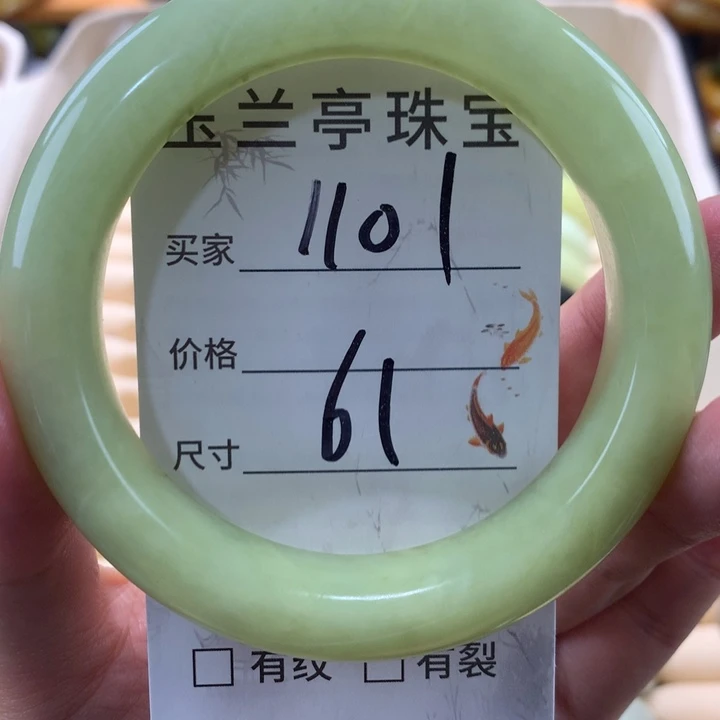 玉兰亭珠宝
买家 1101
价格
尺寸 61
□ 有纹 □ 有裂